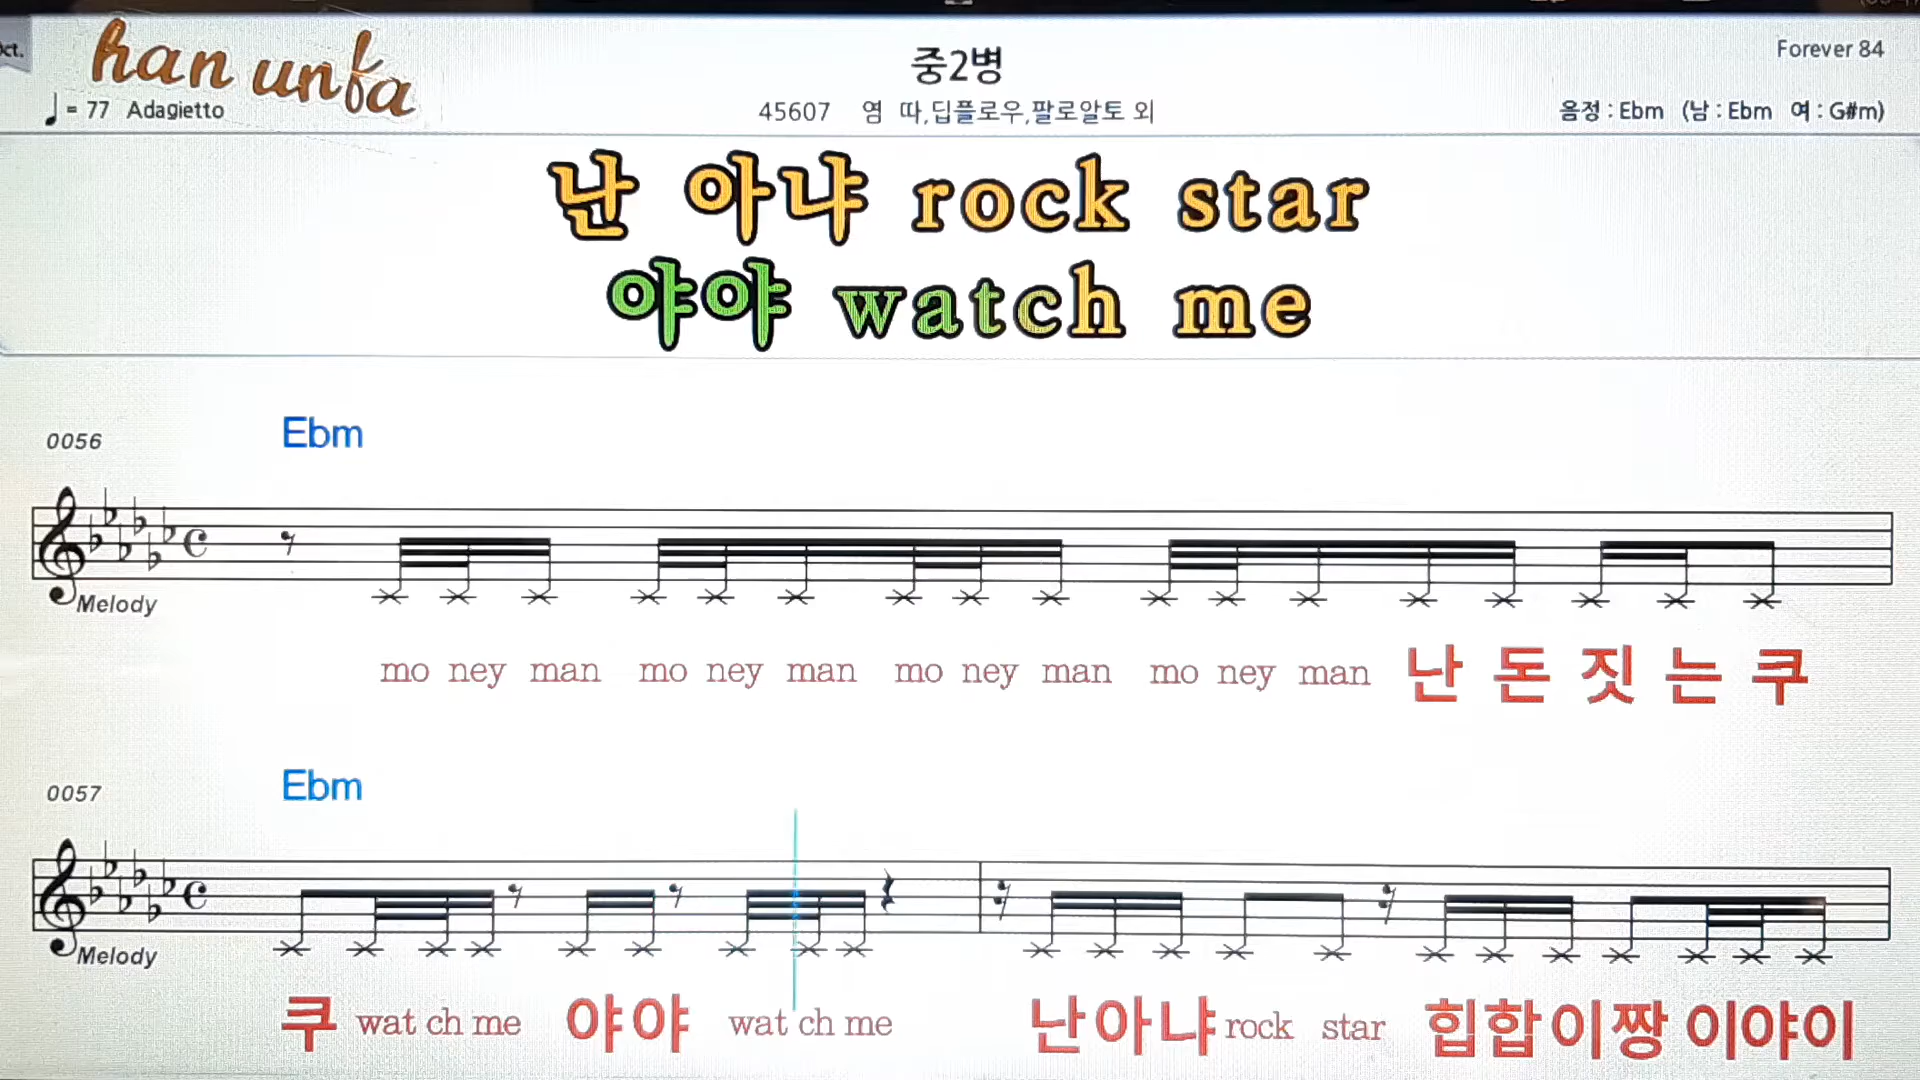 ct.
han unfa
중2병
Forever 84
♩ = 77 Adagietto
45607 염 따,딥플로우,팔로알토 외
음정 : Ebm (남 : Ebm 여 : G#m)
난 아냐 rock star
야야 watch me
0056
Ebm
Melody
mo ney man mo ney man mo ney man mo ney man 난 돈 짓 는 쿠
0057
Ebm
Melody
쿠 wat ch me 야야 wat ch me 난아냐 rock star 힙합이짱 이야이